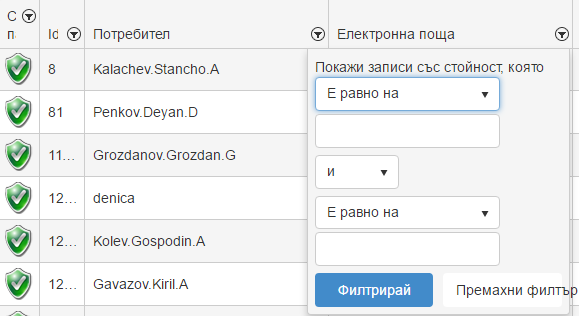 С
па
Id
Потребител
Електронна поща
8
Kalachev.Stancho.A
81
Penkov.Deyan.D
11...
Grozdanov.Grozdan.G
12...
denica
12...
Kolev.Gospodin.A
12...
Gavazov.Kiril.A
Покажи записи със стойност, която
Е равно на
и
Е равно на
Филтрирай
Премахни филтър